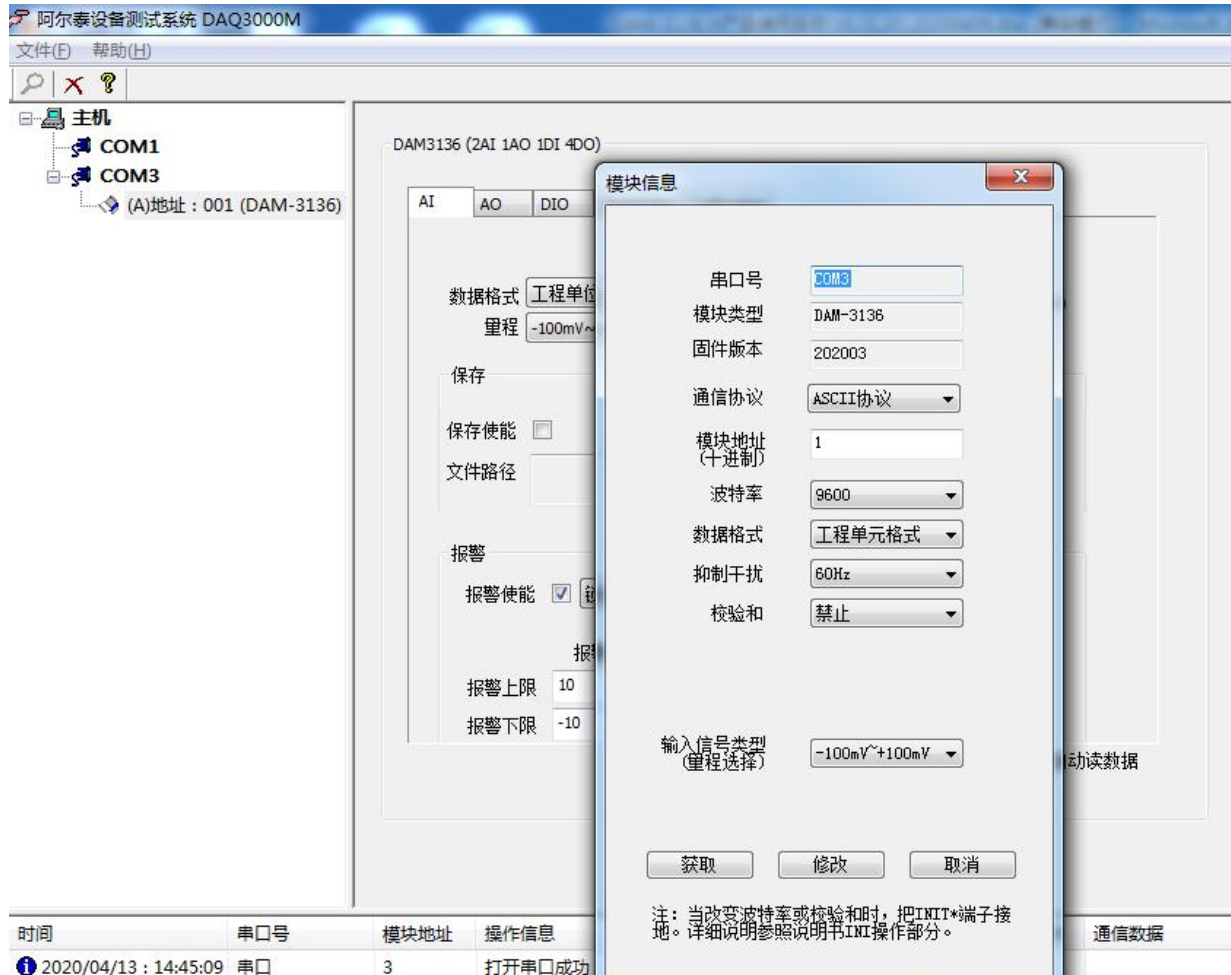 阿尔泰设备测试系统 DAQ3000M
文件(F) 帮助(H)
主机
COM1
COM3
(A)地址:001 (DAM-3136)
DAM3136 (2AI 1AO 1DI 4DO)
AI AO DIO
数据格式 工程单位
量程 -100mV~
保存
保存使能
文件路径
报警
报警使能
报警上限 10
报警下限 -10
动读数据
模块信息
串口号 COM3
模块类型 DAM-3136
固件版本 202003
通信协议 ASCII协议
模块地址 1
(十进制)
波特率 9600
数据格式 工程单元格式
抑制干扰 60Hz
校验和 禁止
输入信号类型 -100mV~+100mV
(量程选择)
获取 修改 取消
注:当改变波特率或校验和时,把INIT*端子接
地。详细说明参照说明书INI操作部分。
时间 串口号 模块地址 操作信息 通信数据
2020/04/13:14:45:09 串口 3 打开串口成功